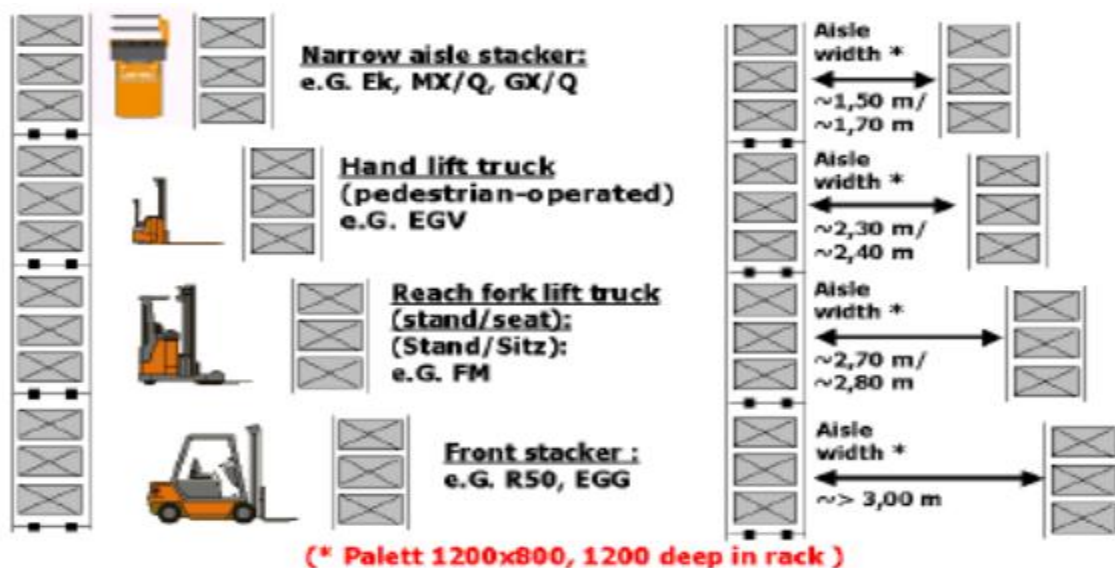 Narrow aisle stacker:
e.G. Ek, MX/Q, GX/Q
Aisle
width *
~1,50 m/
~1,70 m
Hand lift truck
(pedestrian-operated)
e.G. EGV
Aisle
width *
~2,30 m/
~2,40 m
Reach fork lift truck
(stand/seat):
(Stand/Sitz):
e.G. FM
Aisle
width *
~2,70 m/
~2,80 m
Front stacker :
e.G. R50, EGG
Aisle
width *
~> 3,00 m
(* Palett 1200x800, 1200 deep in rack )